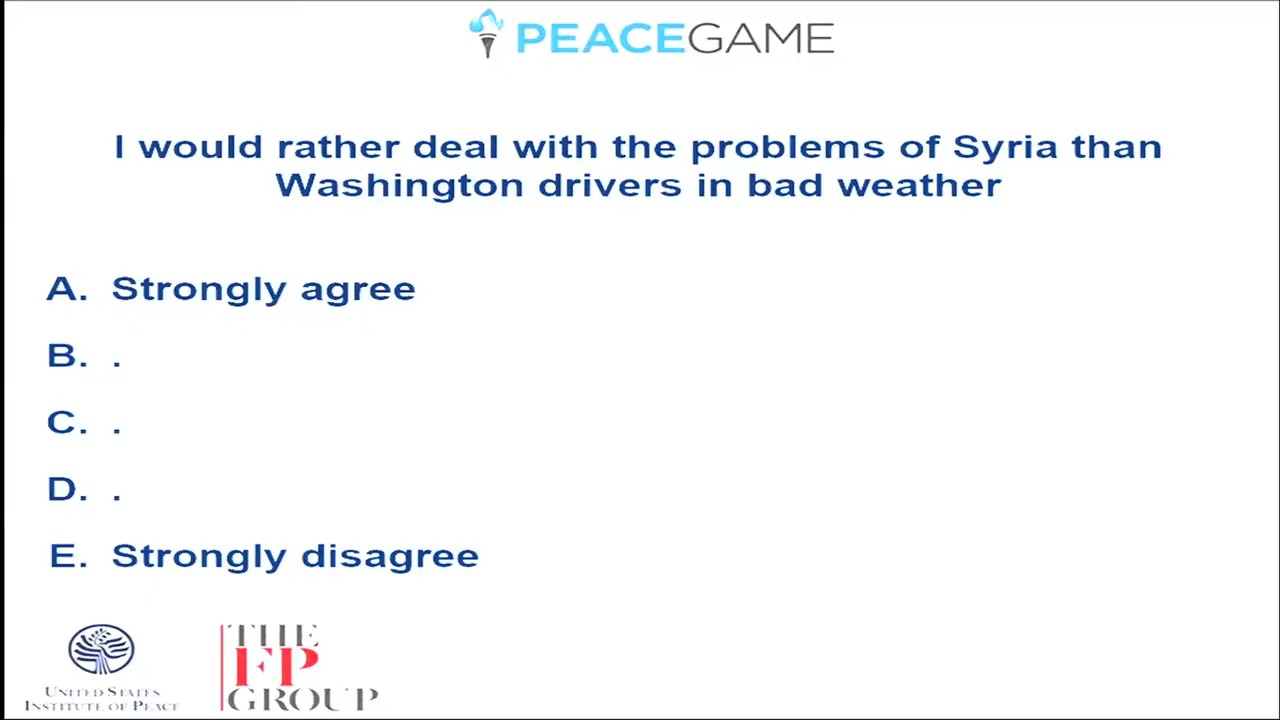 PEACEGAME
I would rather deal with the problems of Syria than
Washington drivers in bad weather
A. Strongly agree
B. .
C. .
D. .
E. Strongly disagree
UNITED STATES
INSTITUTE OF PEACE
THE
FP
GROUP